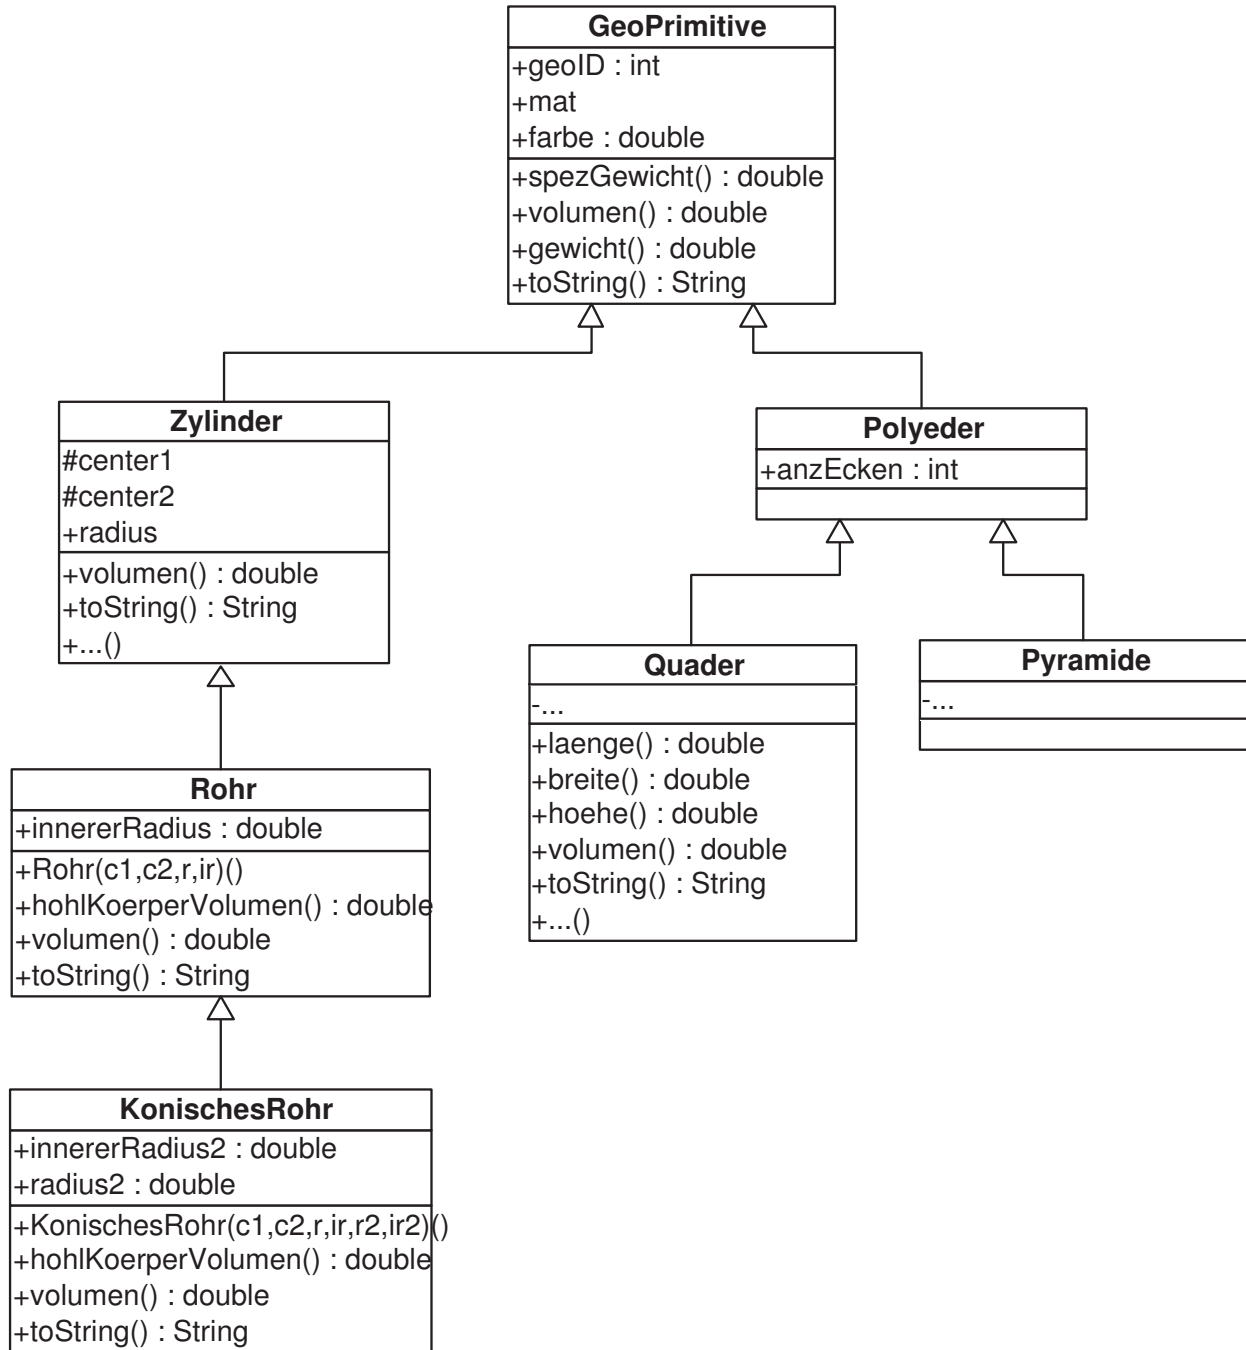 GeoPrimitive
+geoID : int
+mat
+farbe : double
+spezGewicht() : double
+volumen() : double
+gewicht() : double
+toString() : String
Zylinder
#center1
#center2
+radius
+volumen() : double
+toString() : String
+...()
Polyeder
+anzEcken : int
Quader
-...
+laenge() : double
+breite() : double
+hoehe() : double
+volumen() : double
+toString() : String
+...()
Pyramide
-...
Rohr
+innererRadius : double
+Rohr(c1,c2,r,ir)()
+hohlKoerperVolumen() : double
+volumen() : double
+toString() : String
KonischesRohr
+innererRadius2 : double
+radius2 : double
+KonischesRohr(c1,c2,r,ir,r2,ir2)()
+hohlKoerperVolumen() : double
+volumen() : double
+toString() : String